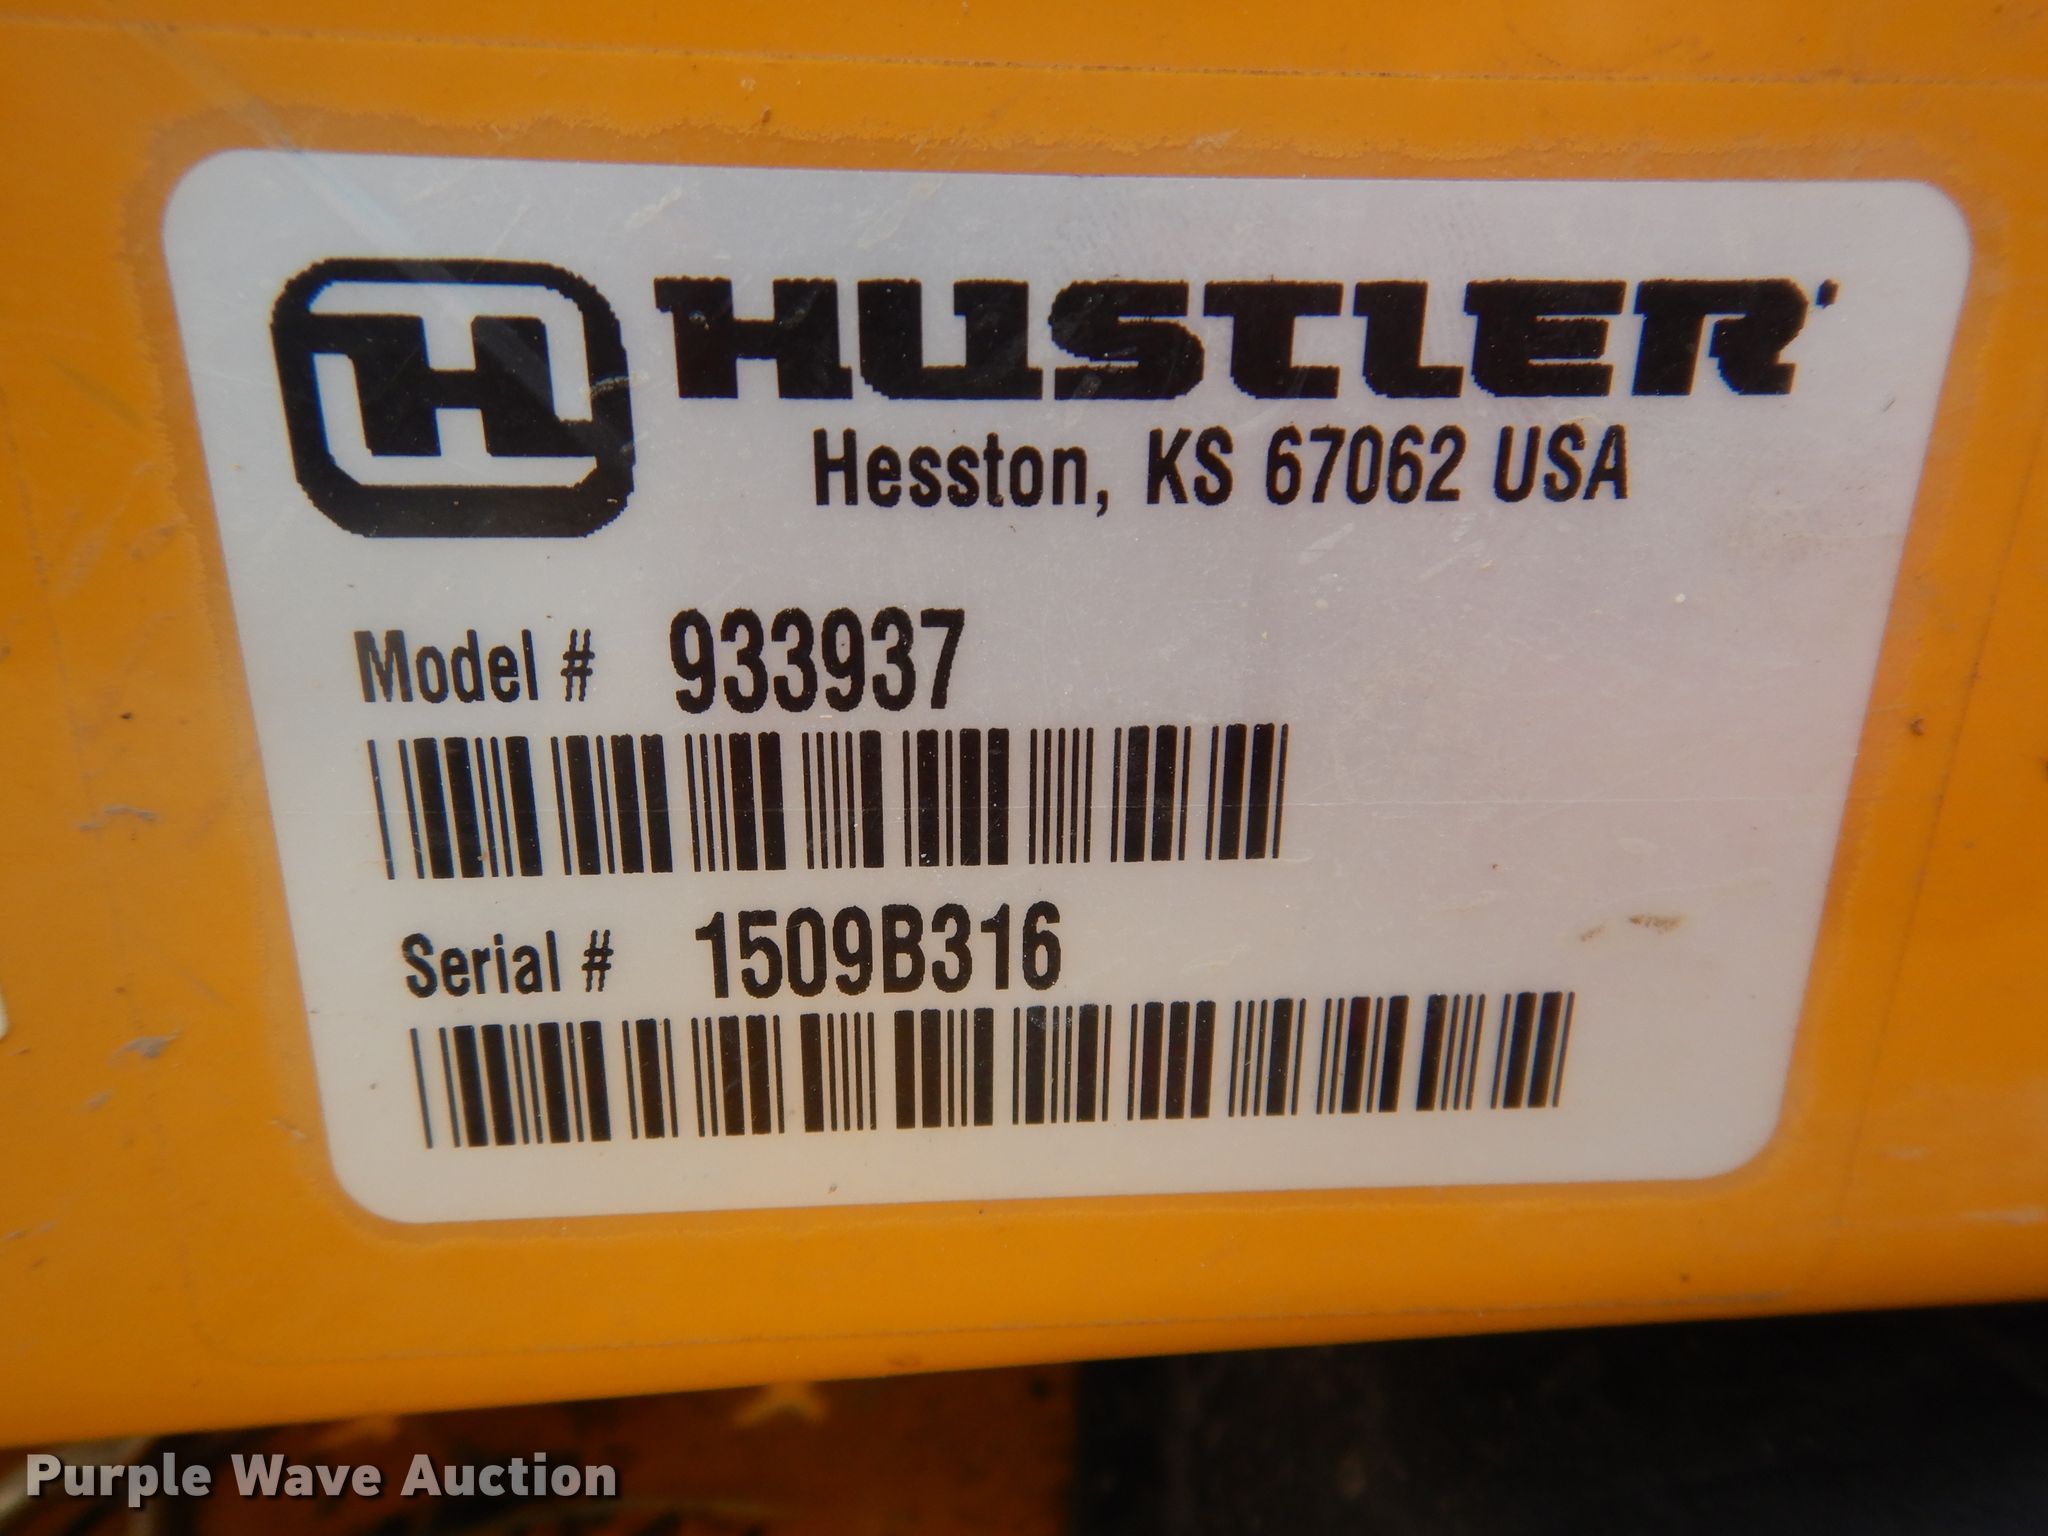 H HUSTLER
Hesston, KS 67062 USA
Model # 933937
Serial # 1509B316
Purple Wave Auction